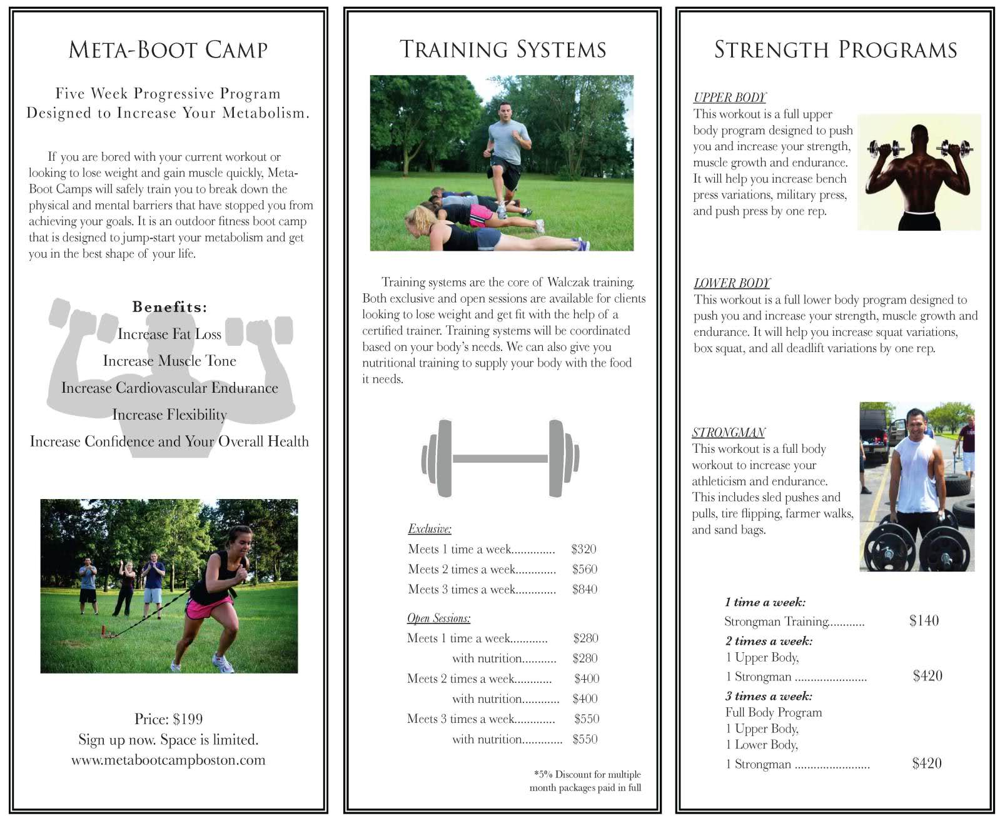 META-BOOT CAMP
Five Week Progressive Program
Designed to Increase Your Metabolism.
If you are bored with your current workout or
looking to lose weight and gain muscle quickly, Meta-
Boot Camps will safely train you to break down the
physical and mental barriers that have stopped you from
achieving your goals. It is an outdoor fitness boot camp
that is designed to jump-start your metabolism and get
you in the best shape of your life.
Benefits:
Increase Fat Loss
Increase Muscle Tone
Increase Cardiovascular Endurance
Increase Flexibility
Increase Confidence and Your Overall Health
Price: $199
Sign up now. Space is limited.
www.metabootcampboston.com
TRAINING SYSTEMS
Training systems are the core of Walczak training.
Both exclusive and open sessions are available for clients
looking to lose weight and get fit with the help of a
certified trainer. Training systems will be coordinated
based on your body's needs. We can also give you
nutritional training to supply your body with the food
it needs.
Exclusive:
Meets 1 time a week.............. $320
Meets 2 times a week............. $560
Meets 3 times a week............. $840
Open Sessions:
Meets 1 time a week............ $280
with nutrition........... $280
Meets 2 times a week............ $400
with nutrition............ $400
Meets 3 times a week............. $550
with nutrition............. $550
*5% Discount for multiple
month packages paid in full
STRENGTH PROGRAMS
UPPER BODY
This workout is a full upper
body program designed to push
you and increase your strength,
muscle growth and endurance.
It will help you increase bench
press variations, military press,
and push press by one rep.
LOWER BODY
This workout is a full lower body program designed to
push you and increase your strength, muscle growth and
endurance. It will help you increase squat variations,
box squat, and all deadlift variations by one rep.
STRONGMAN
This workout is a full body
workout to increase your
athleticism and endurance.
This includes sled pushes and
pulls, tire flipping, farmer walks,
and sand bags.
1 time a week:
Strongman Training............ $140
2 times a week:
1 Upper Body,
1 Strongman ....................... $420
3 times a week:
Full Body Program
1 Upper Body,
1 Lower Body,
1 Strongman ........................ $420